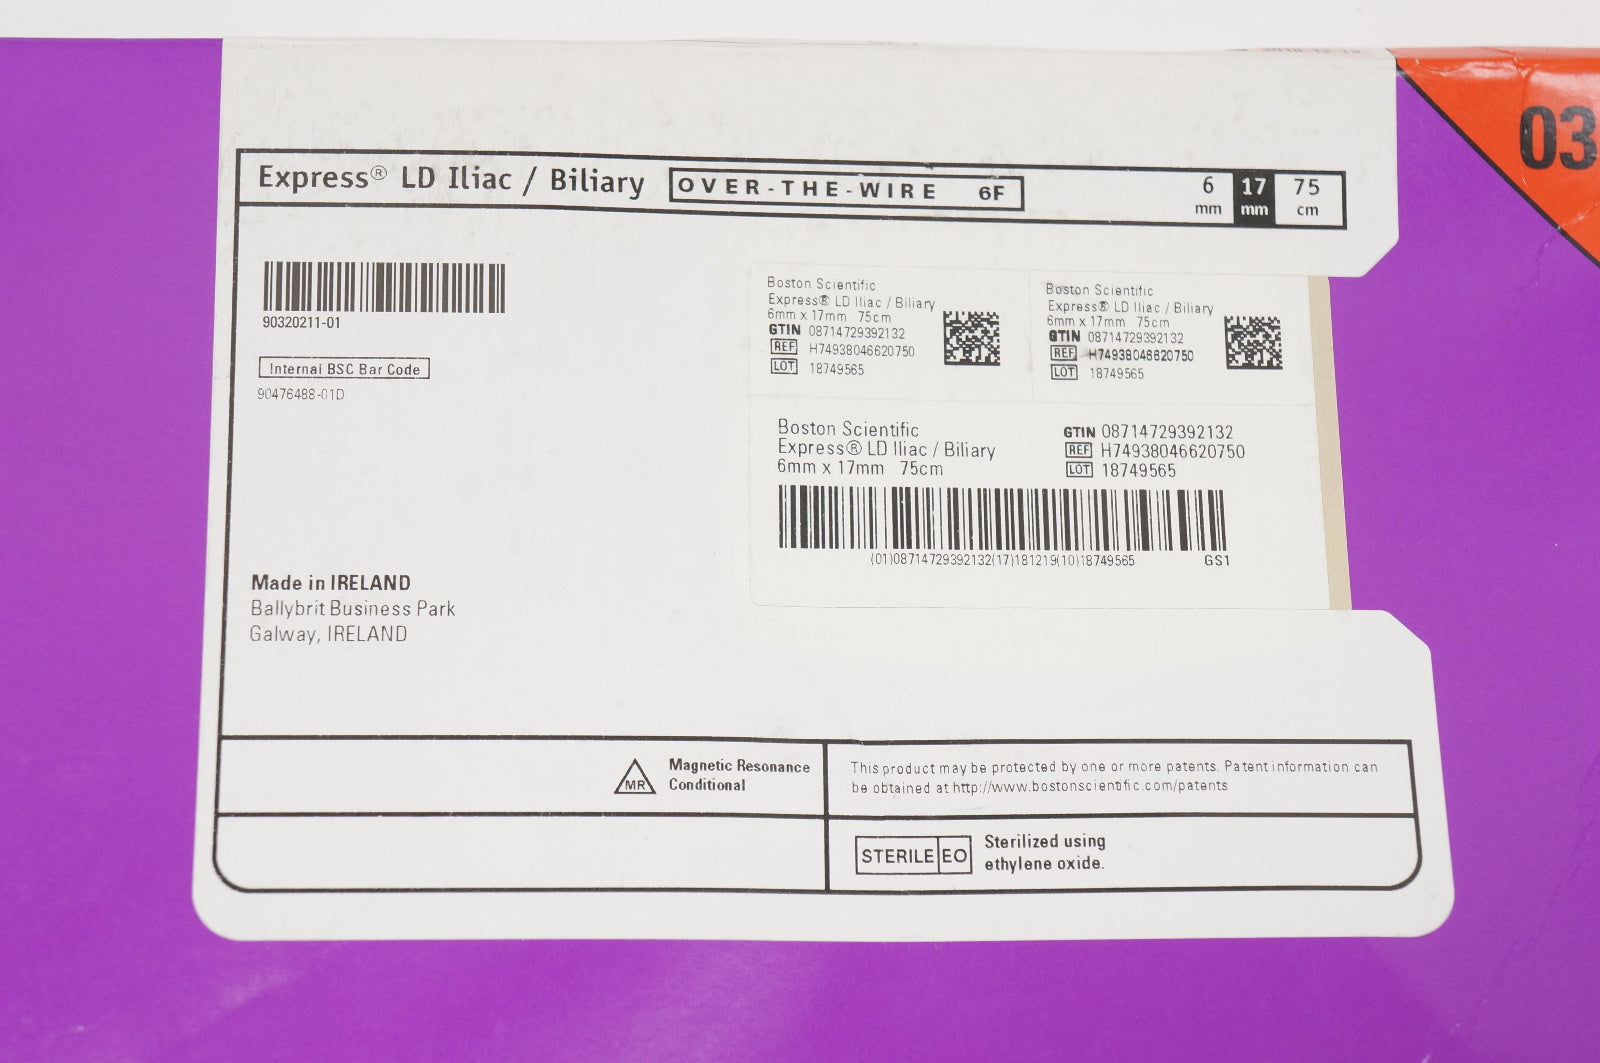 03
Express® LD Iliac / Biliary OVER-THE-WIRE 6F 6 mm 17 mm 75 cm
90320211-01
Internal BSC Bar Code
90476488-01D
Boston Scientific
Express® LD Iliac / Biliary
6mm x 17mm 75cm
GTIN 08714729392132
REF H74938046620750
LOT 18749565
Boston Scientific
Express® LD Iliac / Biliary
6mm x 17mm 75cm
GTIN 08714729392132
REF H74938046620750
LOT 18749565
Boston Scientific
Express® LD Iliac / Biliary
6mm x 17mm 75cm
GTIN 08714729392132
REF H74938046620750
LOT 18749565
(01)08714729392132(17)181219(10)18749565 GS1
Made in IRELAND
Ballybrit Business Park
Galway, IRELAND
MR
Magnetic Resonance
Conditional
This product may be protected by one or more patents. Patent information can
be obtained at http://www.bostonscientific.com/patents
STERILE EO
Sterilized using
ethylene oxide.